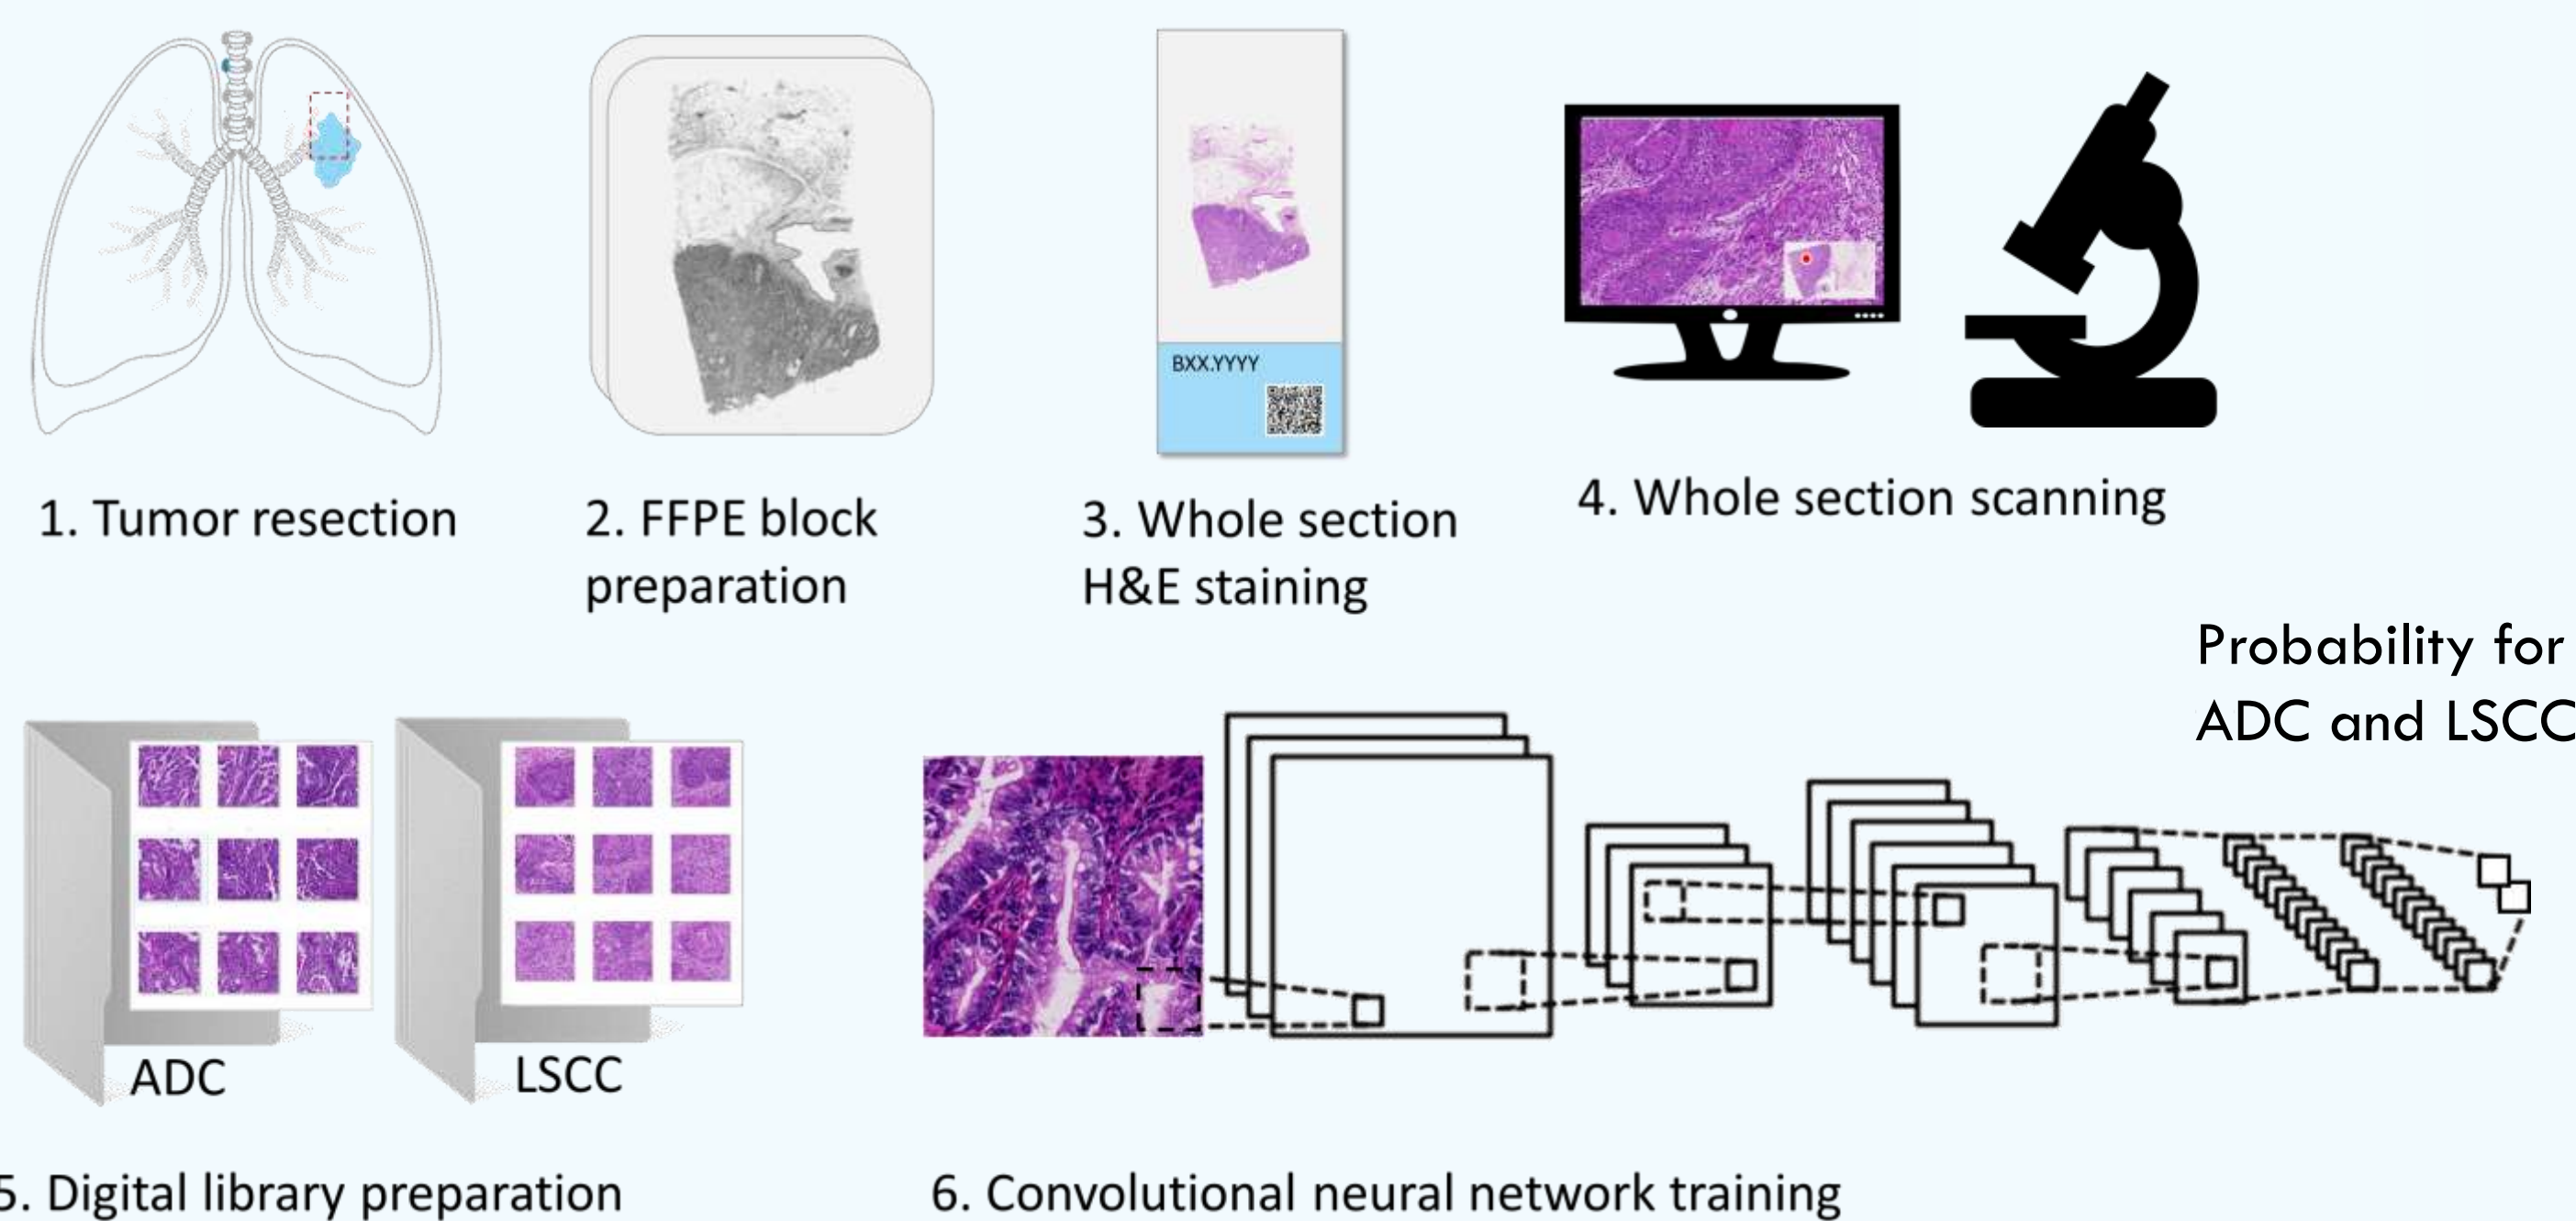 BXX.YYYY
1. Tumor resection
2. FFPE block
preparation
3. Whole section
H&E staining
4. Whole section scanning
Probability for
ADC and LSCC
ADC
LSCC
5. Digital library preparation
6. Convolutional neural network training